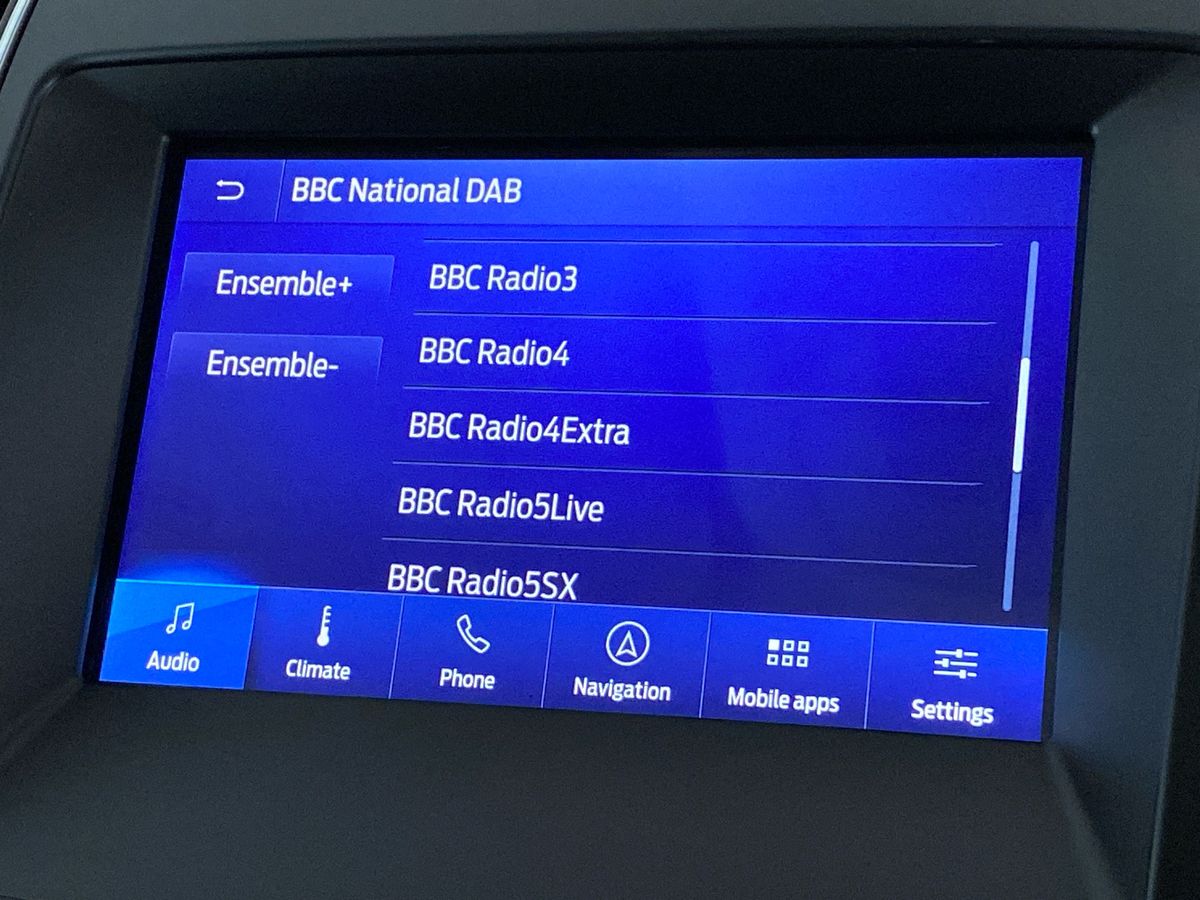 BBC National DAB
Ensemble+
Ensemble-
BBC Radio3
BBC Radio4
BBC Radio4Extra
BBC Radio5Live
BBC Radio5SX
Audio
Climate
Phone
Navigation
Mobile apps
Settings